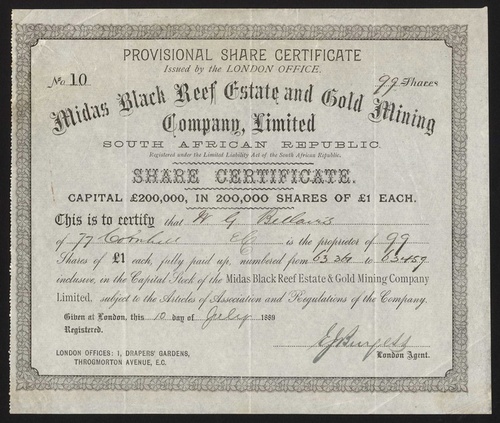 PROVISIONAL SHARE CERTIFICATE
Issued by the LONDON OFFICE.
No 10
99 Shares
Midas Black Reef Estate and Gold Mining
Company, Limited
SOUTH AFRICAN REPUBLIC.
Registered under the Limited Liability Act of the South African Republic.
SHARE CERTIFICATE.
CAPITAL £200,000, IN 200,000 SHARES OF £1 EACH.
This is to certify that W G
of 77 Cornhill E C is the proprietor of 99
Shares of £1 each, fully paid up, numbered from to 63459
inclusive, in the Capital Stock of the Midas Black Reef Estate & Gold Mining Company
Limited, subject to the Articles of Association and Regulations of the Company.
Given at London, this 10 day of July 1889
Registered.
LONDON OFFICES: 1, DRAPERS' GARDENS,
THROGMORTON AVENUE, E.C.
London Agent.